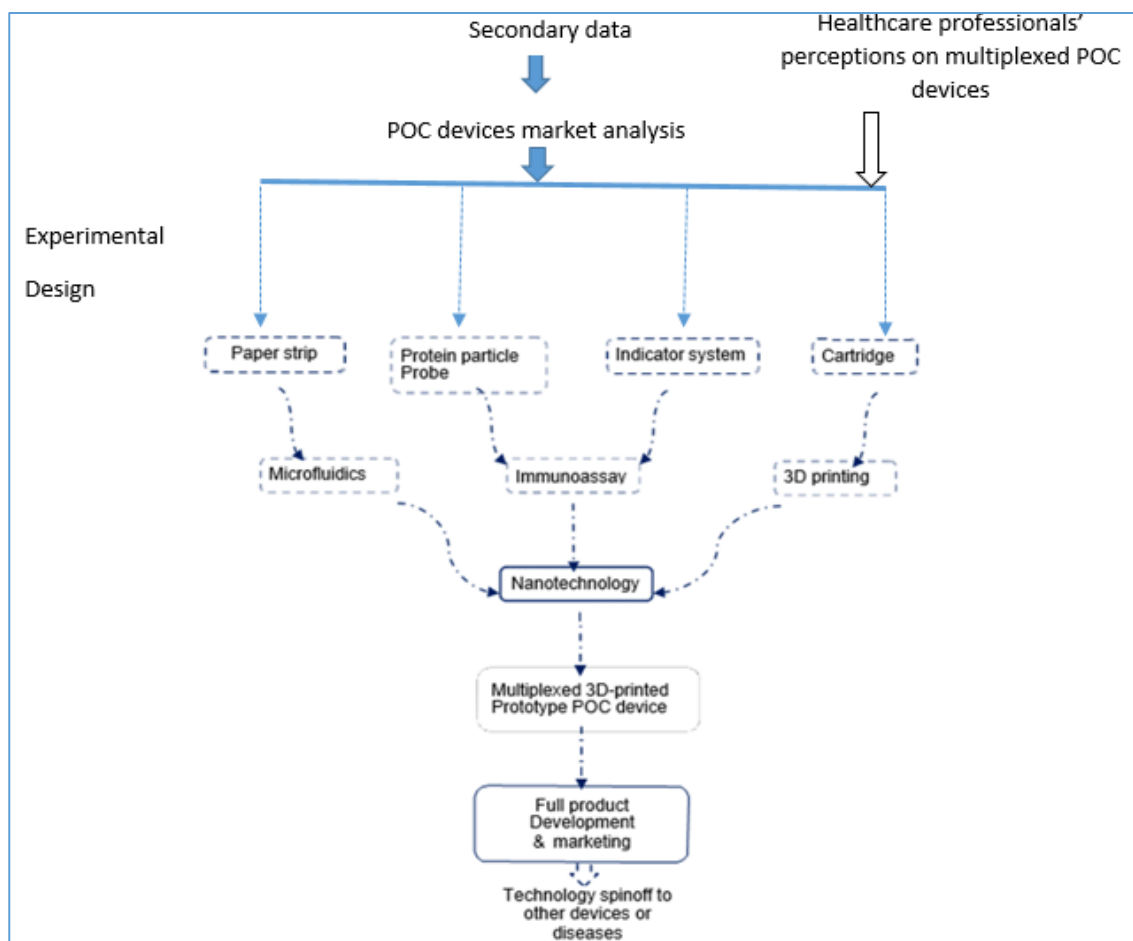 Secondary data
Healthcare professionals’
perceptions on multiplexed POC
devices
POC devices market analysis
Experimental
Design
Paper strip
Protein particle
Probe
Indicator system
Cartridge
Microfluidics
Immunoassay
3D printing
Nanotechnology
Multiplexed 3D-printed
Prototype POC device
Full product
Development
& marketing
Technology spinoff to
other devices or
diseases